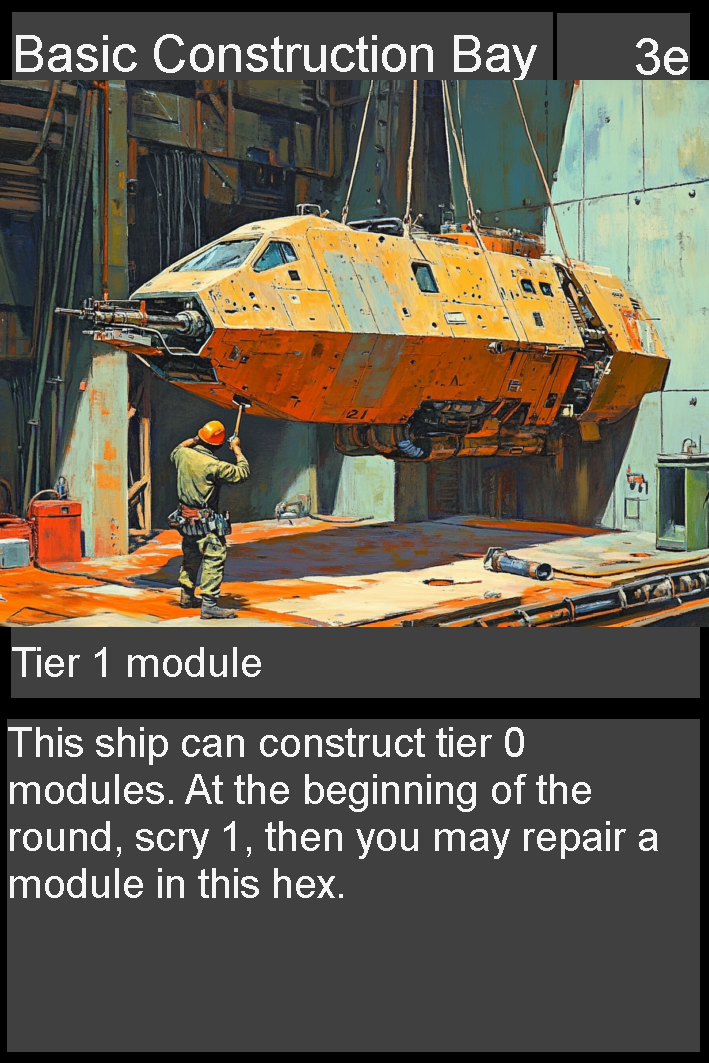 Basic Construction Bay 3e
21
Tier 1 module
This ship can construct tier 0
modules. At the beginning of the
round, scry 1, then you may repair a
module in this hex.